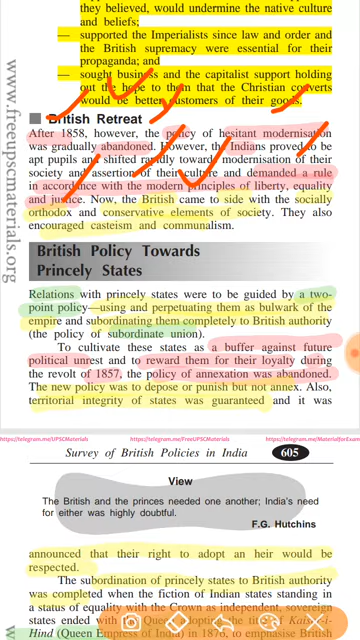 they believed, would undermine the native culture
and beliefs;
— supported the Imperialists since law and order and
the British supremacy were essential for their
propaganda; and
— sought business and the capitalist support holding
out the hope to them that the Christian converts
would be better customers of their goods.
■ British Retreat
After 1858, however, the policy of hesitant modernisation
was gradually abandoned. However, the Indians proved to be
apt pupils and shifted rapidly toward modernisation of their
society and assertion of their culture and demanded a rule
in accordance with the modern principles of liberty, equality
and justice. Now, the British came to side with the socially
orthodox and conservative elements of society. They also
encouraged casteism and communalism.
British Policy Towards
Princely States
Relations with princely states were to be guided by a two-
point policy—using and perpetuating them as bulwark of the
empire and subordinating them completely to British authority
(the policy of subordinate union).
To cultivate these states as a buffer against future
political unrest and to reward them for their loyalty during
the revolt of 1857, the policy of annexation was abandoned.
The new policy was to depose or punish but not annex. Also,
territorial integrity of states was guaranteed and it was
www.freeupscmaterials.org
https://telegram.me/UPSCMaterials https://telegram.me/FreeUPSCMaterials https://telegram.me/MaterialforExam
Survey of British Policies in India 605
View
The British and the princes needed one another; India's need
for either was highly doubtful.
F.G. Hutchins
announced that their right to adopt an heir would be
respected.
The subordination of princely states to British authority
was completed when the fiction of Indian states standing
in a status of equality with the Crown as independent, sovereign
states ended with the Queen adopting the title of Kaisar-i-
Hind (Queen Empress of India) in 1876, to emphasise British